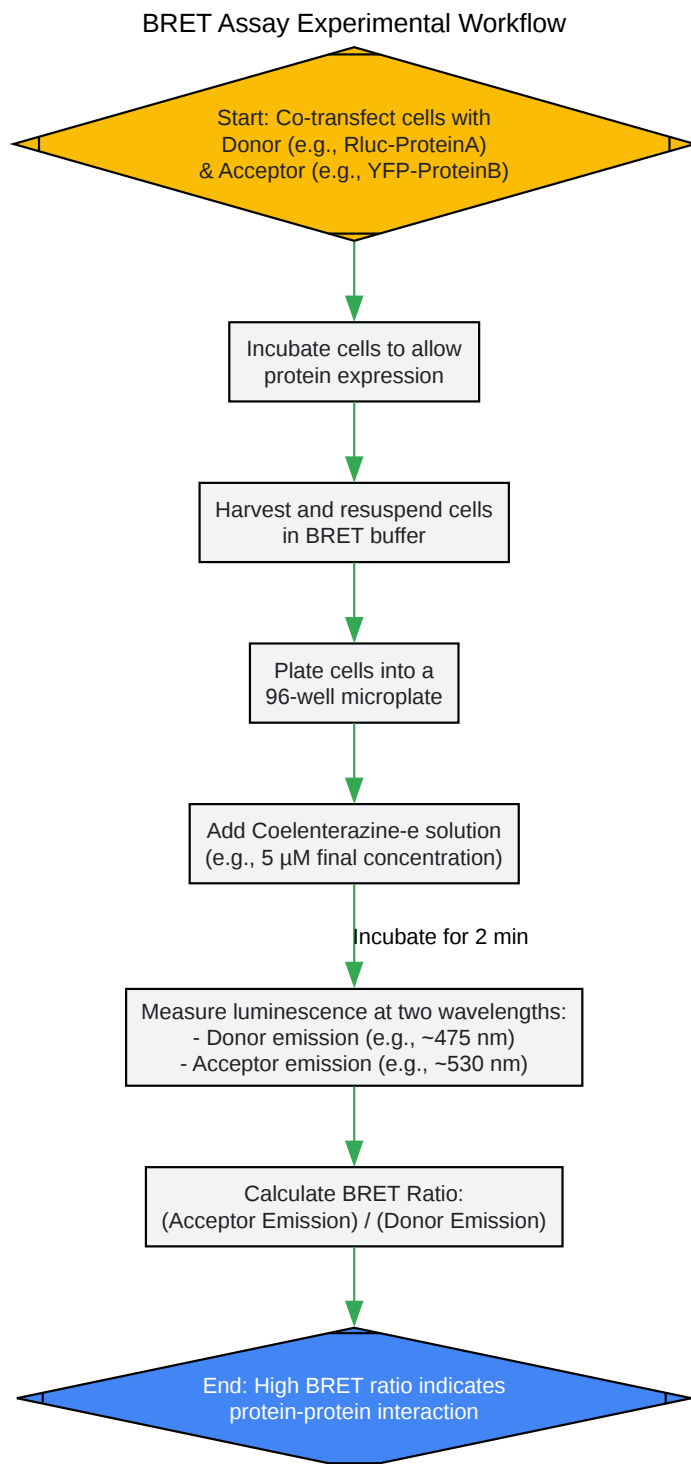 BRET Assay Experimental Workflow
Start: Co-transfect cells with
Donor (e.g., Rluc-ProteinA)
& Acceptor (e.g., YFP-ProteinB)
Incubate cells to allow
protein expression
Harvest and resuspend cells
in BRET buffer
Plate cells into a
96-well microplate
Add Coelenterazine-e solution
(e.g., 5 µM final concentration)
Incubate for 2 min
Measure luminescence at two wavelengths:
- Donor emission (e.g., ~475 nm)
- Acceptor emission (e.g., ~530 nm)
Calculate BRET Ratio:
(Acceptor Emission) / (Donor Emission)
End: High BRET ratio indicates
protein-protein interaction